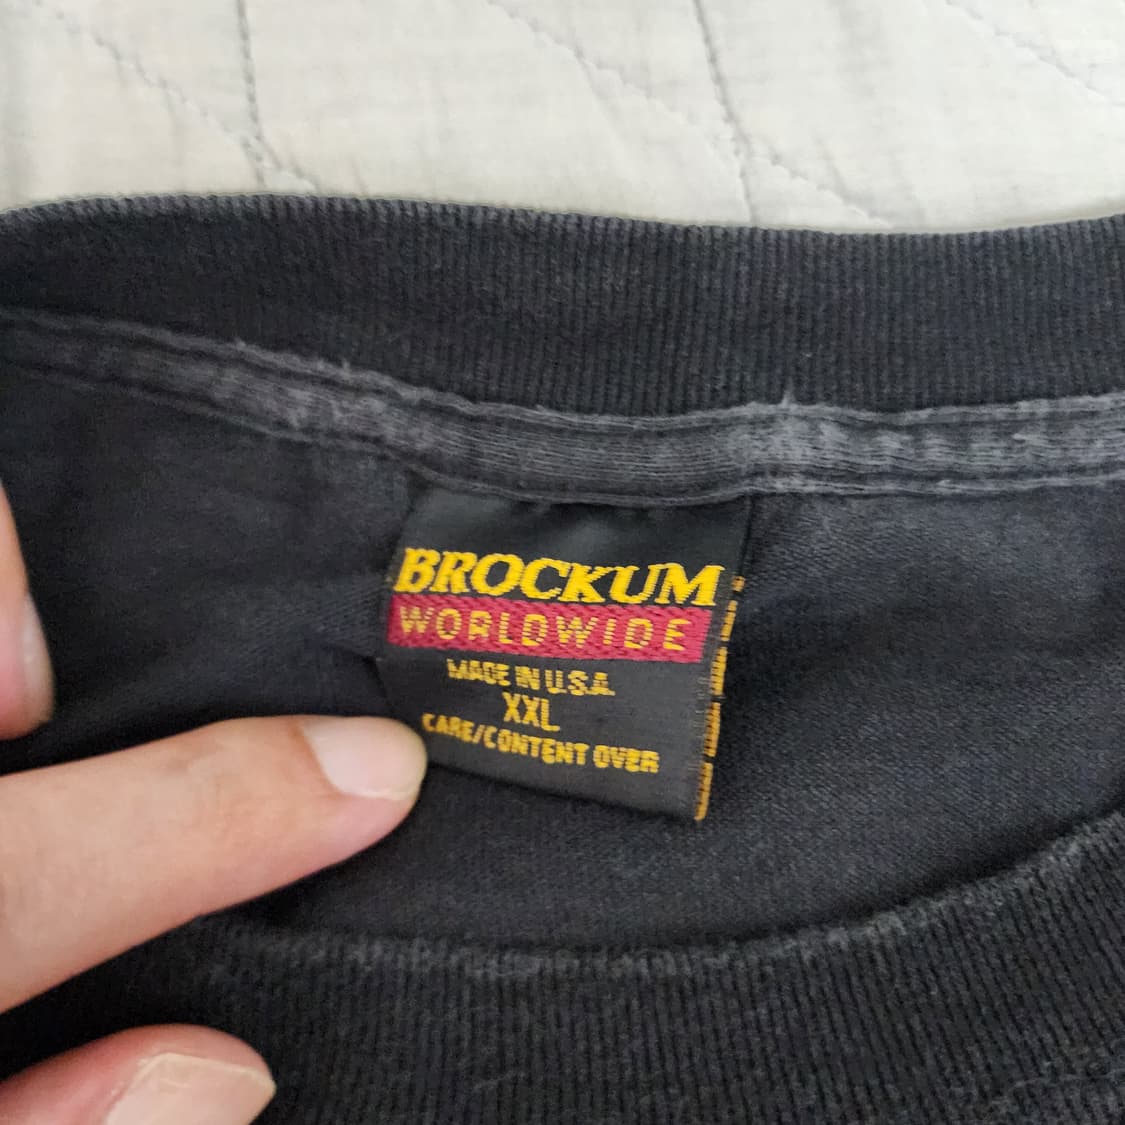 BROCKUM
WORLDWIDE
MADE IN U.S.A.
XXL
CARE/CONTENT OVER